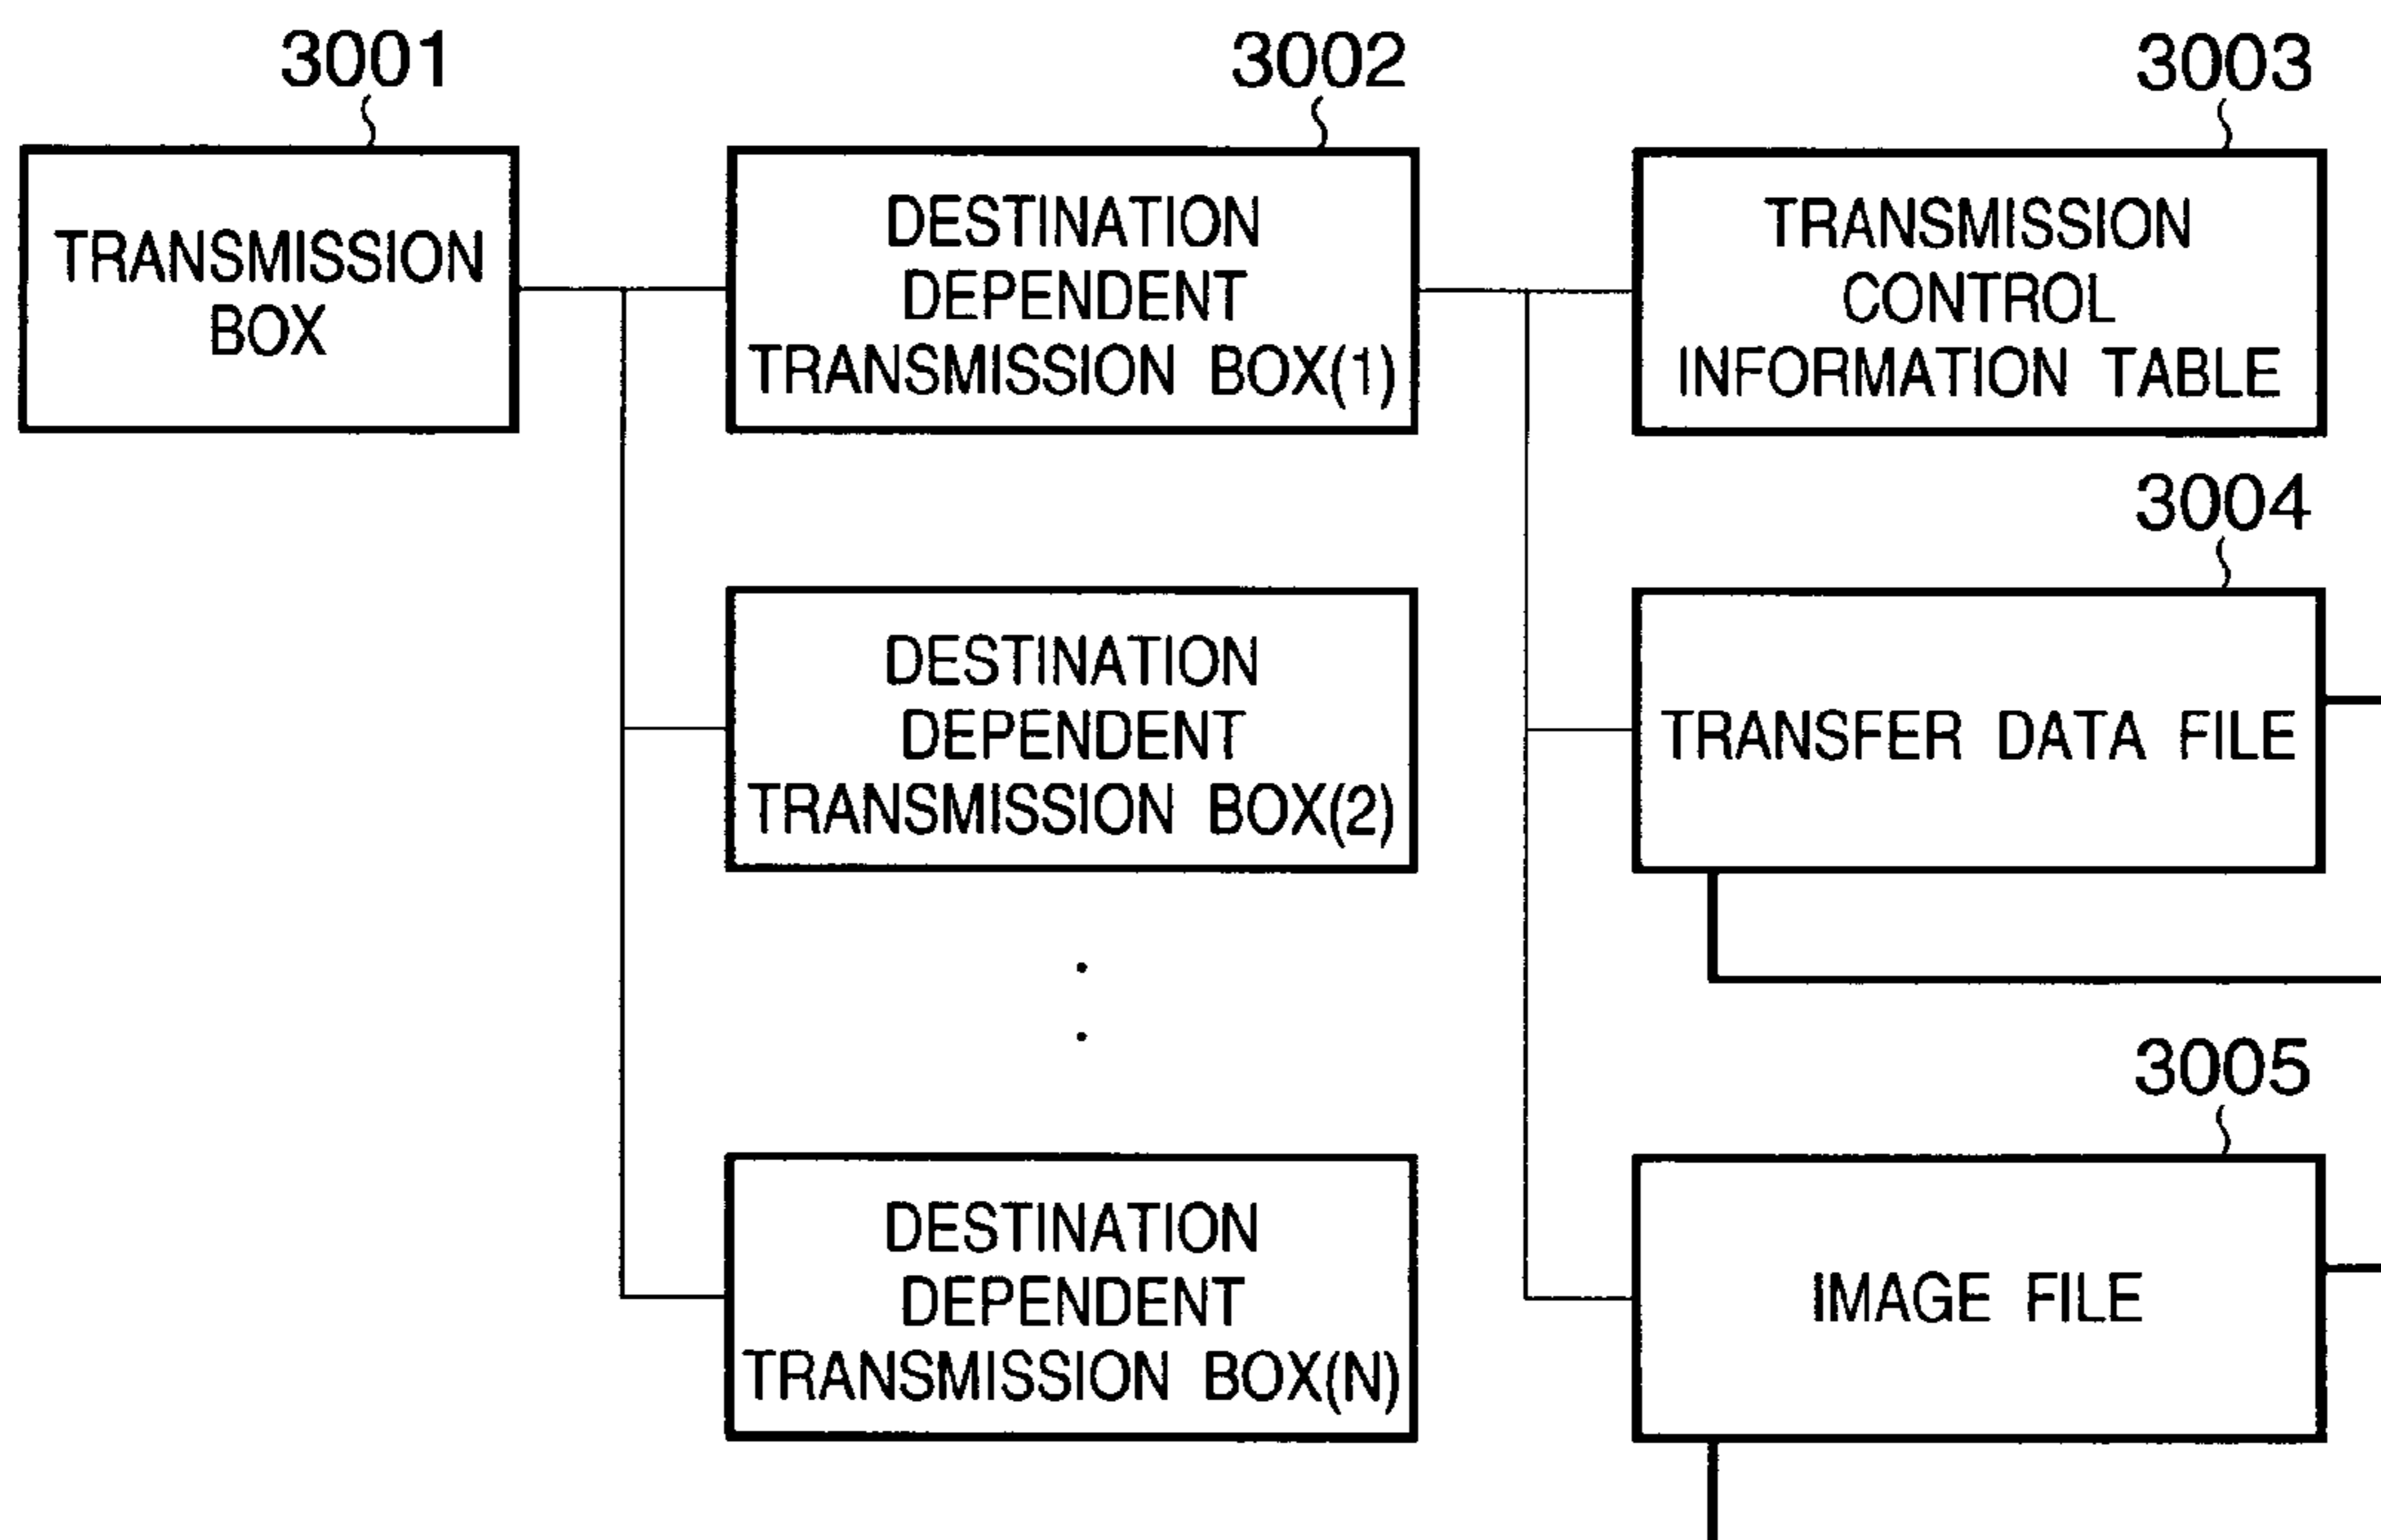 3001
TRANSMISSION
BOX
3002
DESTINATION
DEPENDENT
TRANSMISSION BOX(1)
3003
TRANSMISSION
CONTROL
INFORMATION TABLE
DESTINATION
DEPENDENT
TRANSMISSION BOX(2)
3004
TRANSFER DATA FILE
DESTINATION
DEPENDENT
TRANSMISSION BOX(N)
3005
IMAGE FILE